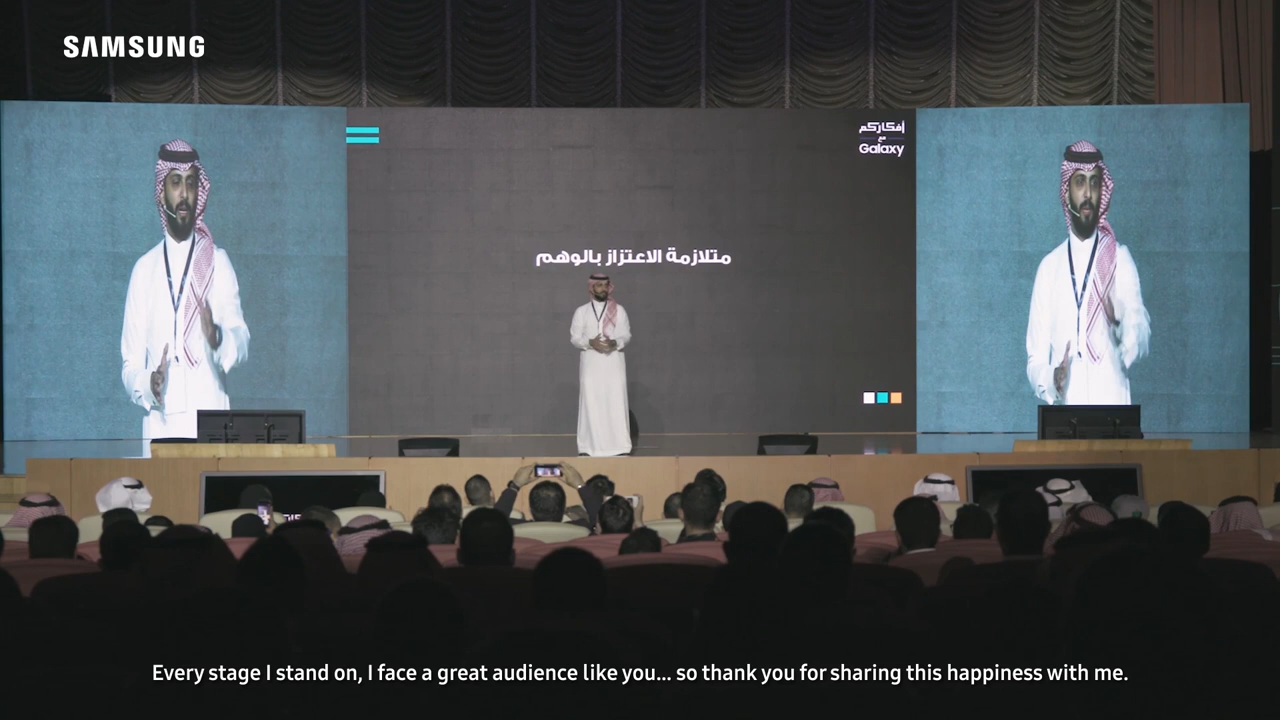 SAMSUNG
أفكاركم
مع
Galaxy
متلازمة الاعتزاز بالوهم
Every stage I stand on, I face a great audience like you... so thank you for sharing this happiness with me.